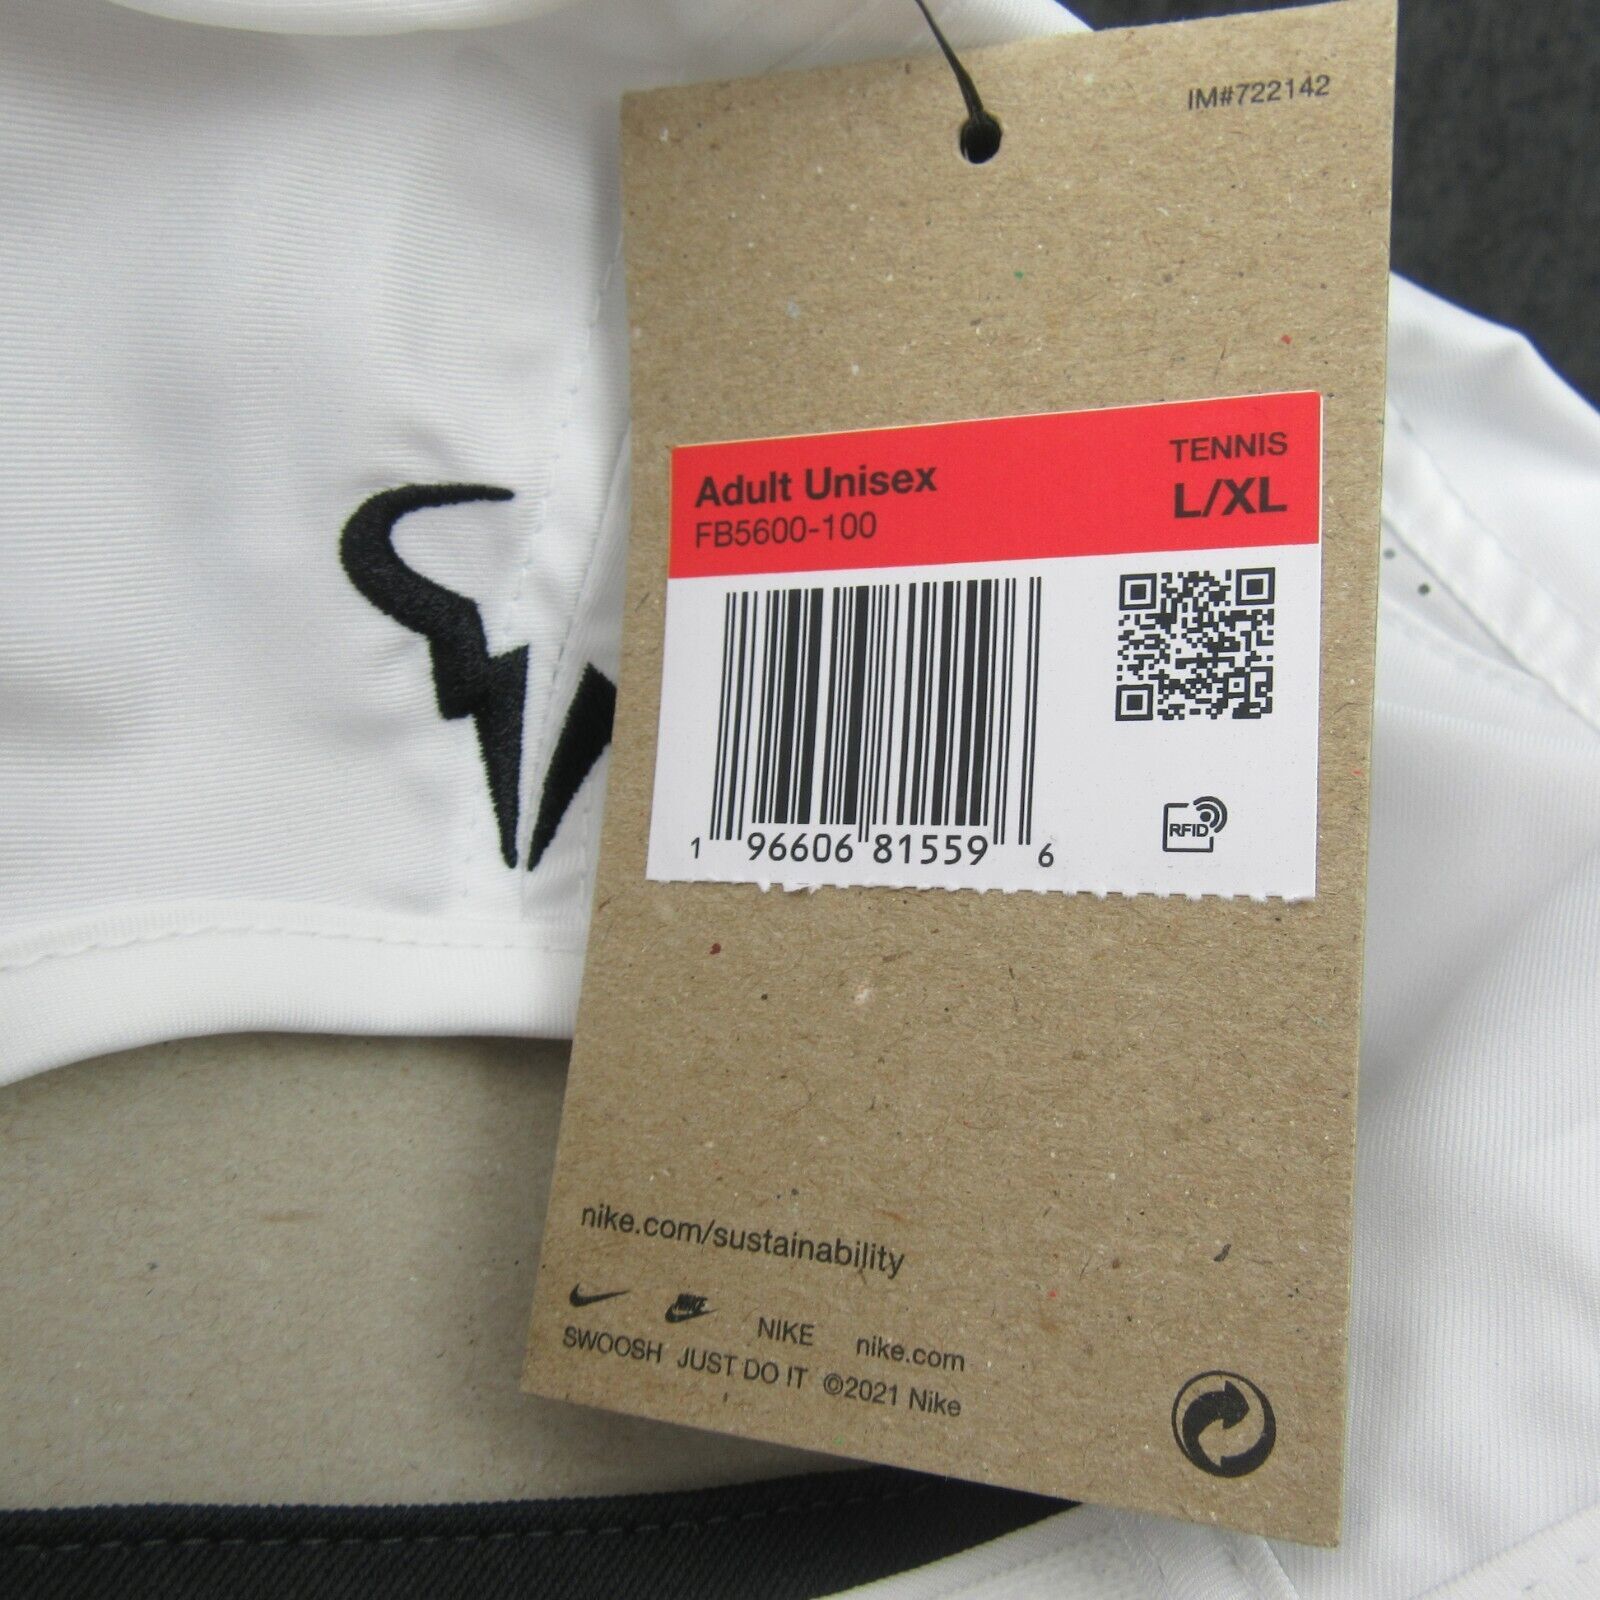 IM#722142
TENNIS
Adult Unisex L/XL
FB5600-100
1 96606 81559 6
RFID
nike.com/sustainability
NIKE NIKE nike.com
SWOOSH JUST DO IT ©2021 Nike